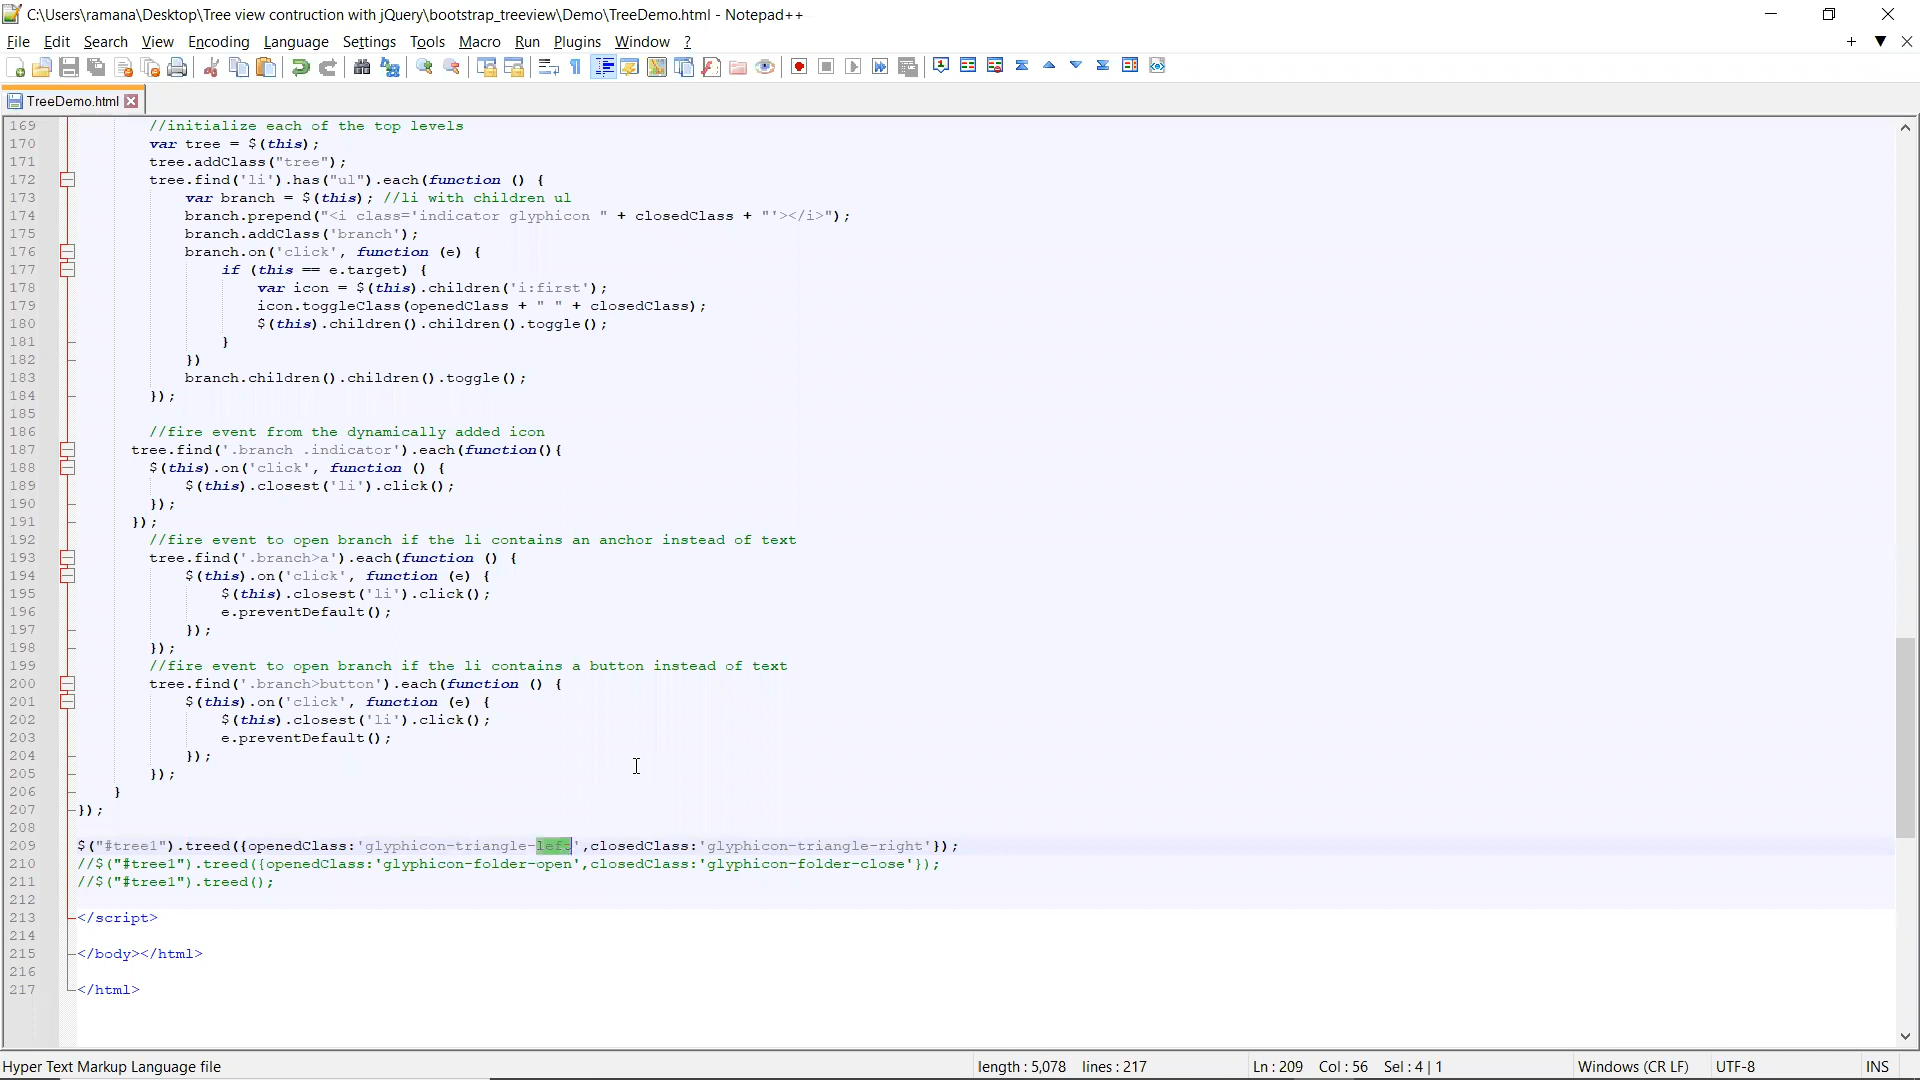 C:\Users\ramana\Desktop\Tree view contruction with jQuery\bootstrap_treeview\Demo\TreeDemo.html - Notepad++
File Edit Search View Encoding Language Settings Tools Macro Run Plugins Window ?
TreeDemo.html
169 //initialize each of the top levels
170 var tree = $(this);
171 tree.addClass("tree");
172 tree.find('li').has("ul").each(function () {
173 var branch = $(this); //li with children ul
174 branch.prepend("<i class='indicator glyphicon " + closedClass + "'></i>");
175 branch.addClass('branch');
176 branch.on('click', function (e) {
177 if (this == e.target) {
178 var icon = $(this).children('i:first');
179 icon.toggleClass(openedClass + " " + closedClass);
180 $(this).children().children().toggle();
181 }
182 })
183 branch.children().children().toggle();
184 });
185
186 //fire event from the dynamically added icon
187 tree.find('.branch .indicator').each(function(){
188 $(this).on('click', function () {
189 $(this).closest('li').click();
190 });
191 });
192 //fire event to open branch if the li contains an anchor instead of text
193 tree.find('.branch>a').each(function () {
194 $(this).on('click', function (e) {
195 $(this).closest('li').click();
196 e.preventDefault();
197 });
198 });
199 //fire event to open branch if the li contains a button instead of text
200 tree.find('.branch>button').each(function () {
201 $(this).on('click', function (e) {
202 $(this).closest('li').click();
203 e.preventDefault();
204 });
205 });
206 }
207 });
208
209 $("#tree1").treed({openedClass:'glyphicon-triangle-left',closedClass:'glyphicon-triangle-right'});
210 //$("#tree1").treed({openedClass:'glyphicon-folder-open',closedClass:'glyphicon-folder-close'});
211 //$("#tree1").treed();
212
213 </script>
214
215 </body></html>
216
217 </html>
Hyper Text Markup Language file length : 5,078 lines : 217 Ln : 209 Col : 56 Sel : 4 | 1 Windows (CR LF) UTF-8 INS